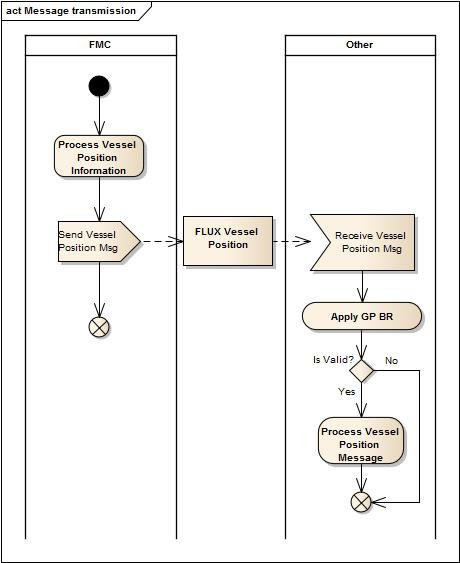 act Message transmission
FMC
Other
Process Vessel
Position
Information
Send Vessel
Position Msg
FLUX Vessel
Position
Receive Vessel
Position Msg
Apply GP BR
Is Valid?
No
Yes
Process Vessel
Position
Message